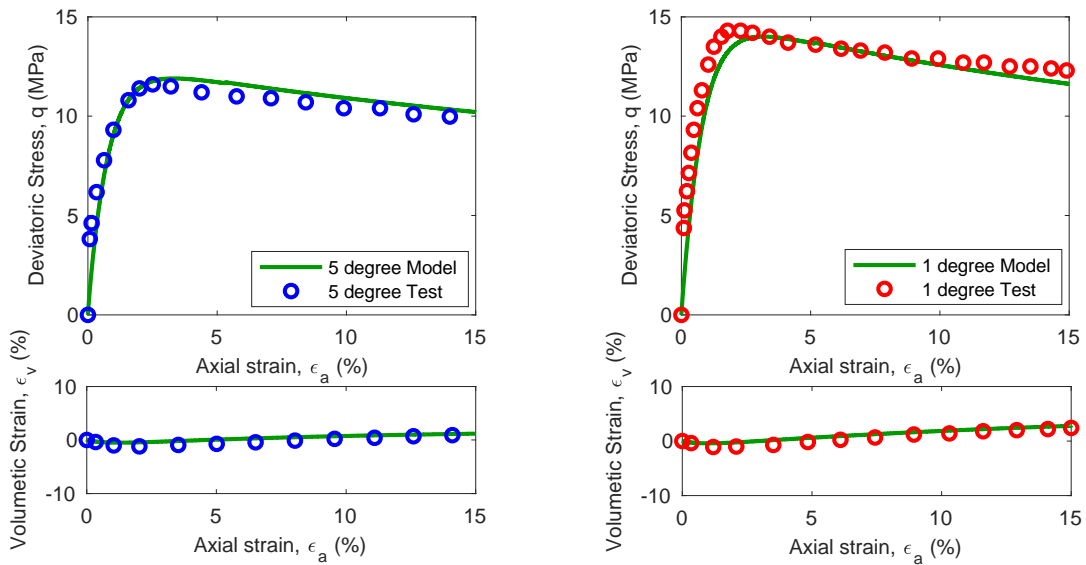 15
10
5
0
Deviatoric Stress, q (MPa)
5 degree Model
5 degree Test
0 5 10 15
Axial strain, ϵa (%)
10
0
-10
Volumetic Strain, ϵv (%)
0 5 10 15
Axial strain, ϵa (%)
15
10
5
0
Deviatoric Stress, q (MPa)
1 degree Model
1 degree Test
0 5 10 15
Axial strain, ϵa (%)
10
0
-10
Volumetic Strain, ϵv (%)
0 5 10 15
Axial strain, ϵa (%)